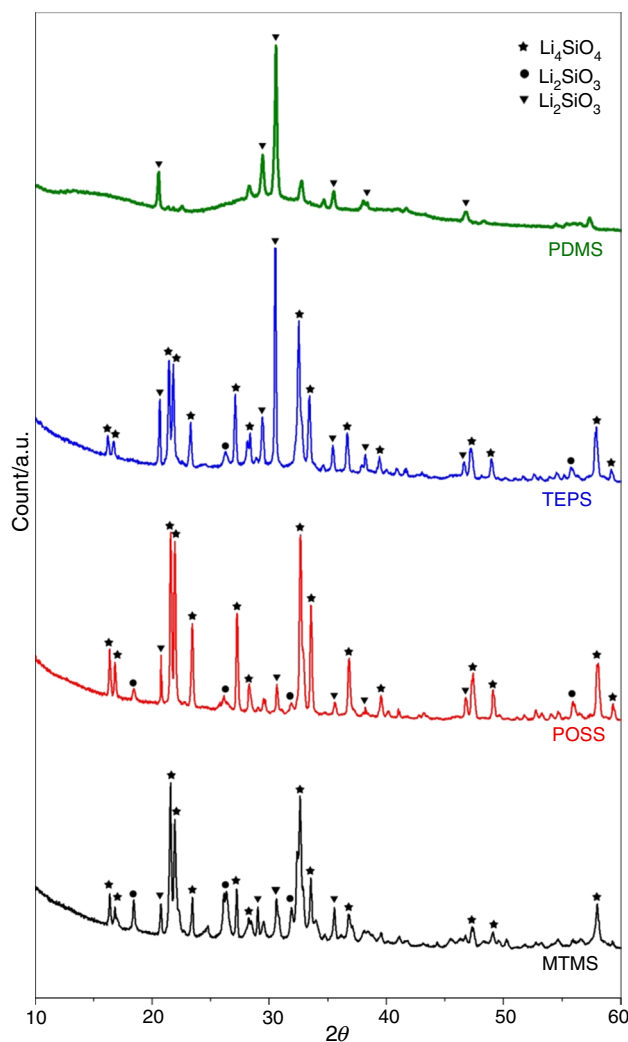 ★ Li₄SiO₄
● Li₂SiO₃
▼ Li₂SiO₃
PDMS
TEPS
POSS
MTMS
Count/a.u.
10 20 30 40 50 60
2θ